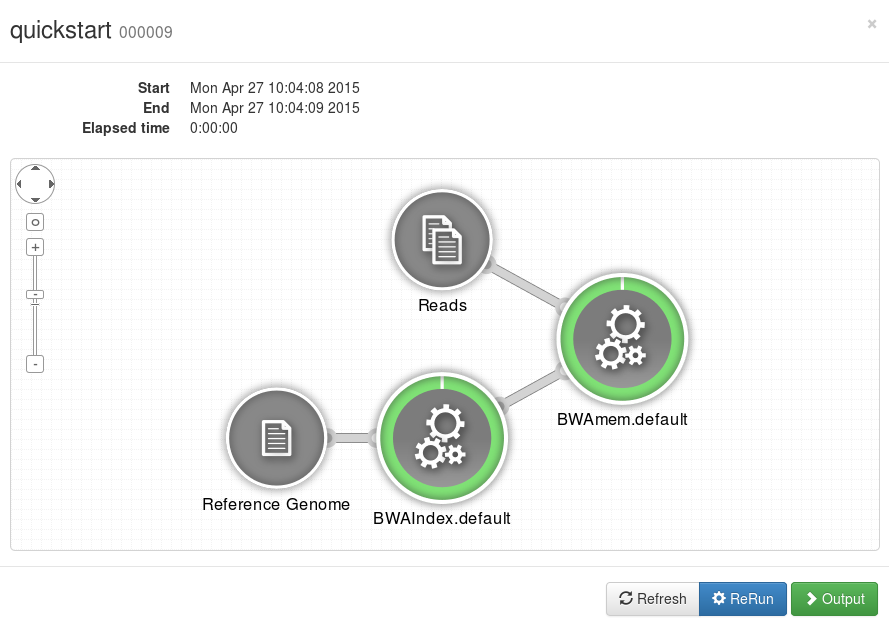 quickstart 000009
×
Start Mon Apr 27 10:04:08 2015
End Mon Apr 27 10:04:09 2015
Elapsed time 0:00:00
+
-
-
Reads
BWAmem.default
Reference Genome
BWAIndex.default
Refresh ReRun Output